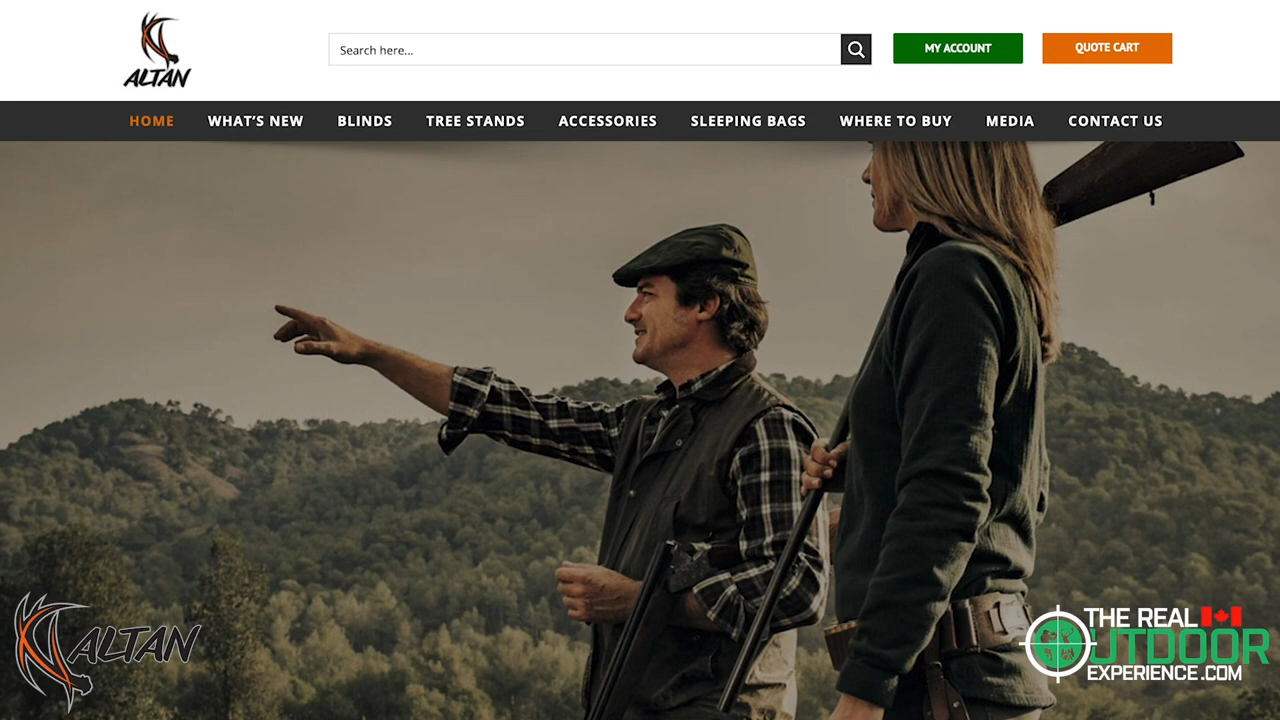 ALTAN
Search here...
MY ACCOUNT
QUOTE CART
HOME
WHAT'S NEW
BLINDS
TREE STANDS
ACCESSORIES
SLEEPING BAGS
WHERE TO BUY
MEDIA
CONTACT US
ALTAN
THE REAL
OUTDOOR
EXPERIENCE.COM